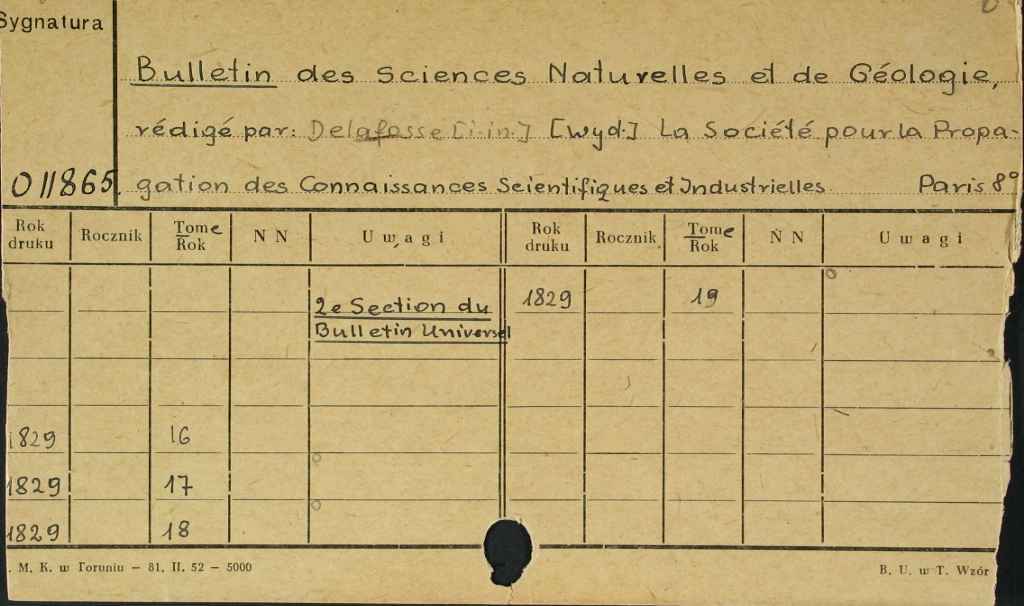 Sygnatura
Bulletin des Sciences Naturelles et de Géologie,
rédigé par: Delafosse [i in.] [wyd.] La Société pour la Propa-
011865. gation des Connaissances Scientifiques et Industrielles Paris 8°
Rok druku Rocznik Tome Rok N N Uwagi Rok druku Rocznik Tome Rok N N Uwagi
2e Section du 1829 19
Bulletin Universel
1829 16
1829 17
1829 18
. M. K. w Toruniu — 81. II. 52 — 5000 B. U. w T. Wzór